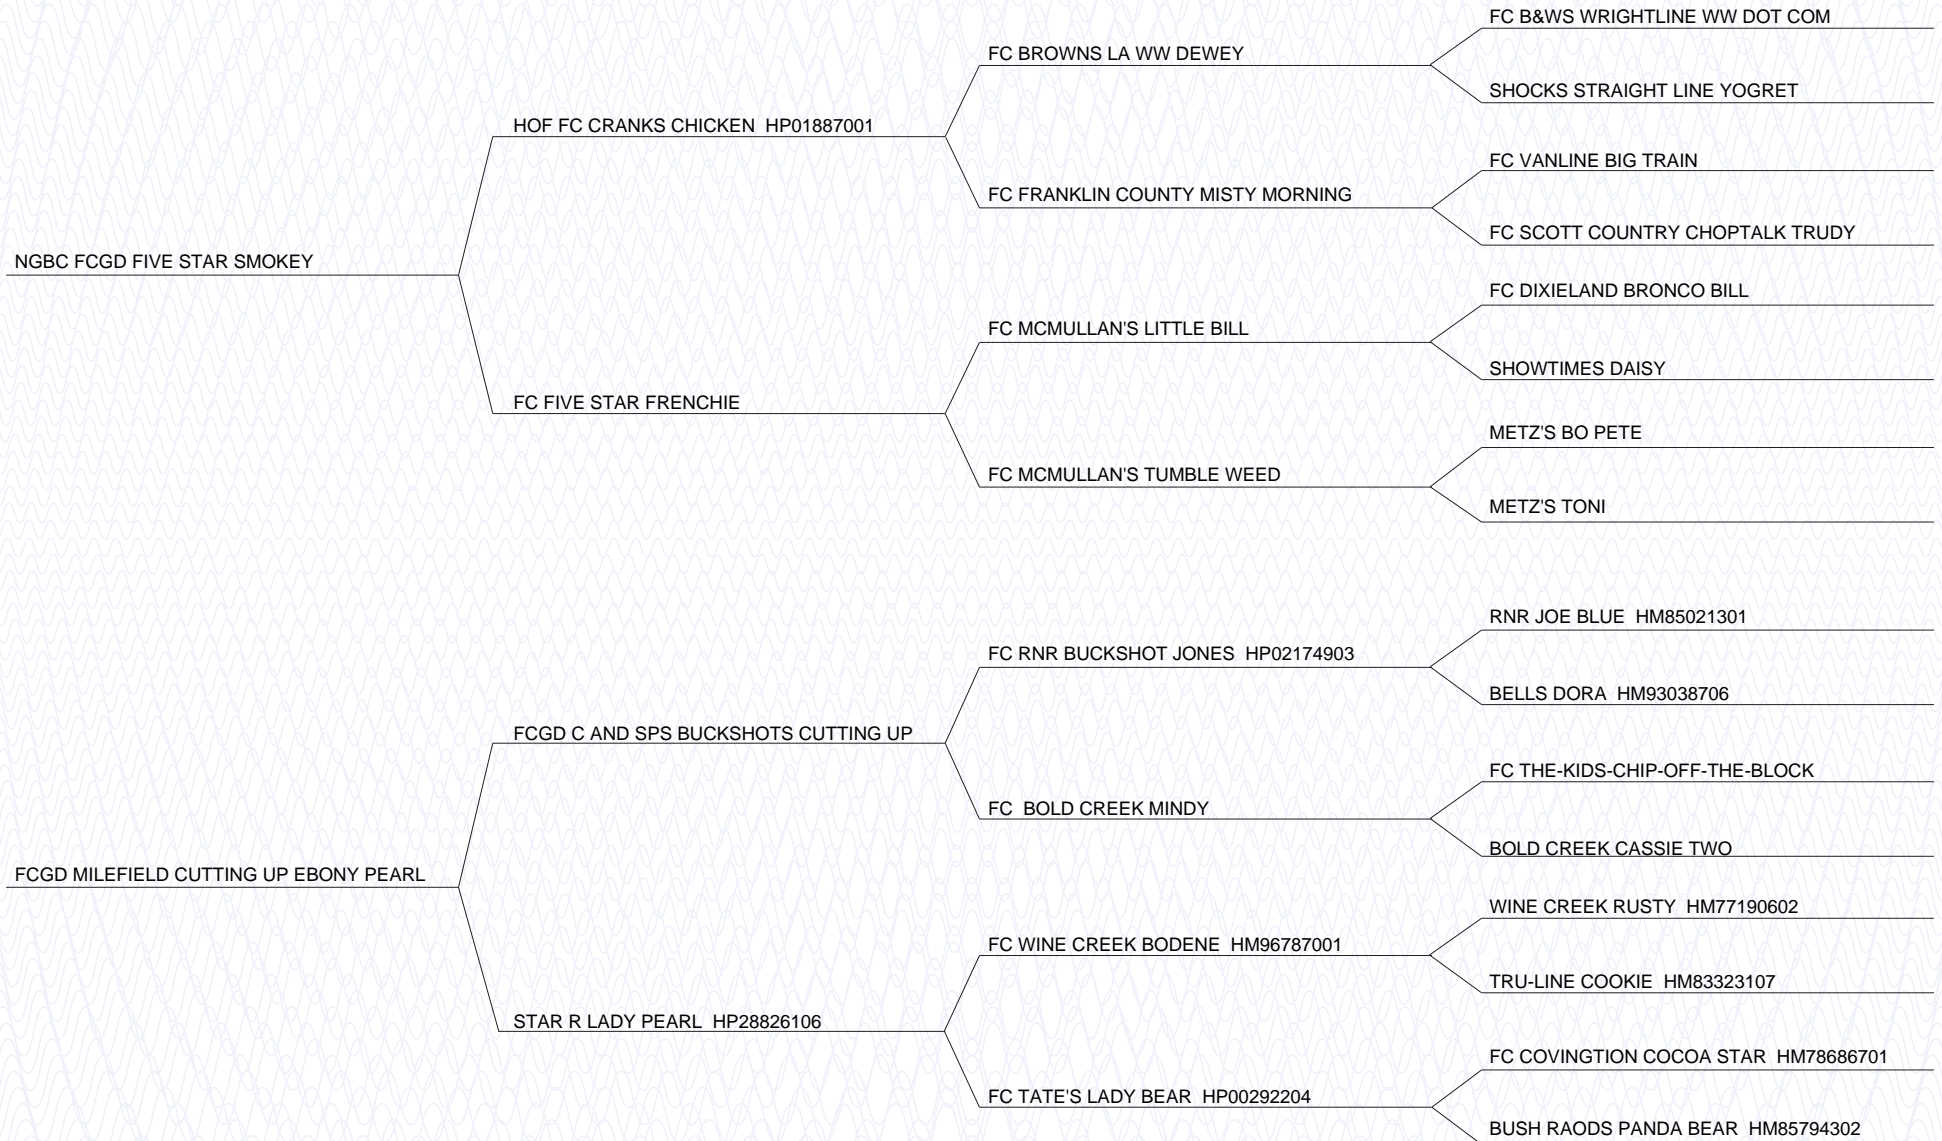 FC B&WS WRIGHTLINE WW DOT COM
FC BROWNS LA WW DEWEY
SHOCKS STRAIGHT LINE YOGRET
HOF FC CRANKS CHICKEN HP01887001
FC VANLINE BIG TRAIN
FC FRANKLIN COUNTY MISTY MORNING
FC SCOTT COUNTRY CHOPTALK TRUDY
NGBC FCGD FIVE STAR SMOKEY
FC DIXIELAND BRONCO BILL
FC MCMULLAN'S LITTLE BILL
SHOWTIMES DAISY
FC FIVE STAR FRENCHIE
METZ'S BO PETE
FC MCMULLAN'S TUMBLE WEED
METZ'S TONI
RNR JOE BLUE HM85021301
FC RNR BUCKSHOT JONES HP02174903
BELLS DORA HM93038706
FCGD C AND SPS BUCKSHOTS CUTTING UP
FC THE-KIDS-CHIP-OFF-THE-BLOCK
FC BOLD CREEK MINDY
BOLD CREEK CASSIE TWO
FCGD MILEFIELD CUTTING UP EBONY PEARL
WINE CREEK RUSTY HM77190602
FC WINE CREEK BODENE HM96787001
TRU-LINE COOKIE HM83323107
STAR R LADY PEARL HP28826106
FC COVINGTION COCOA STAR HM78686701
FC TATE'S LADY BEAR HP00292204
BUSH RAODS PANDA BEAR HM85794302